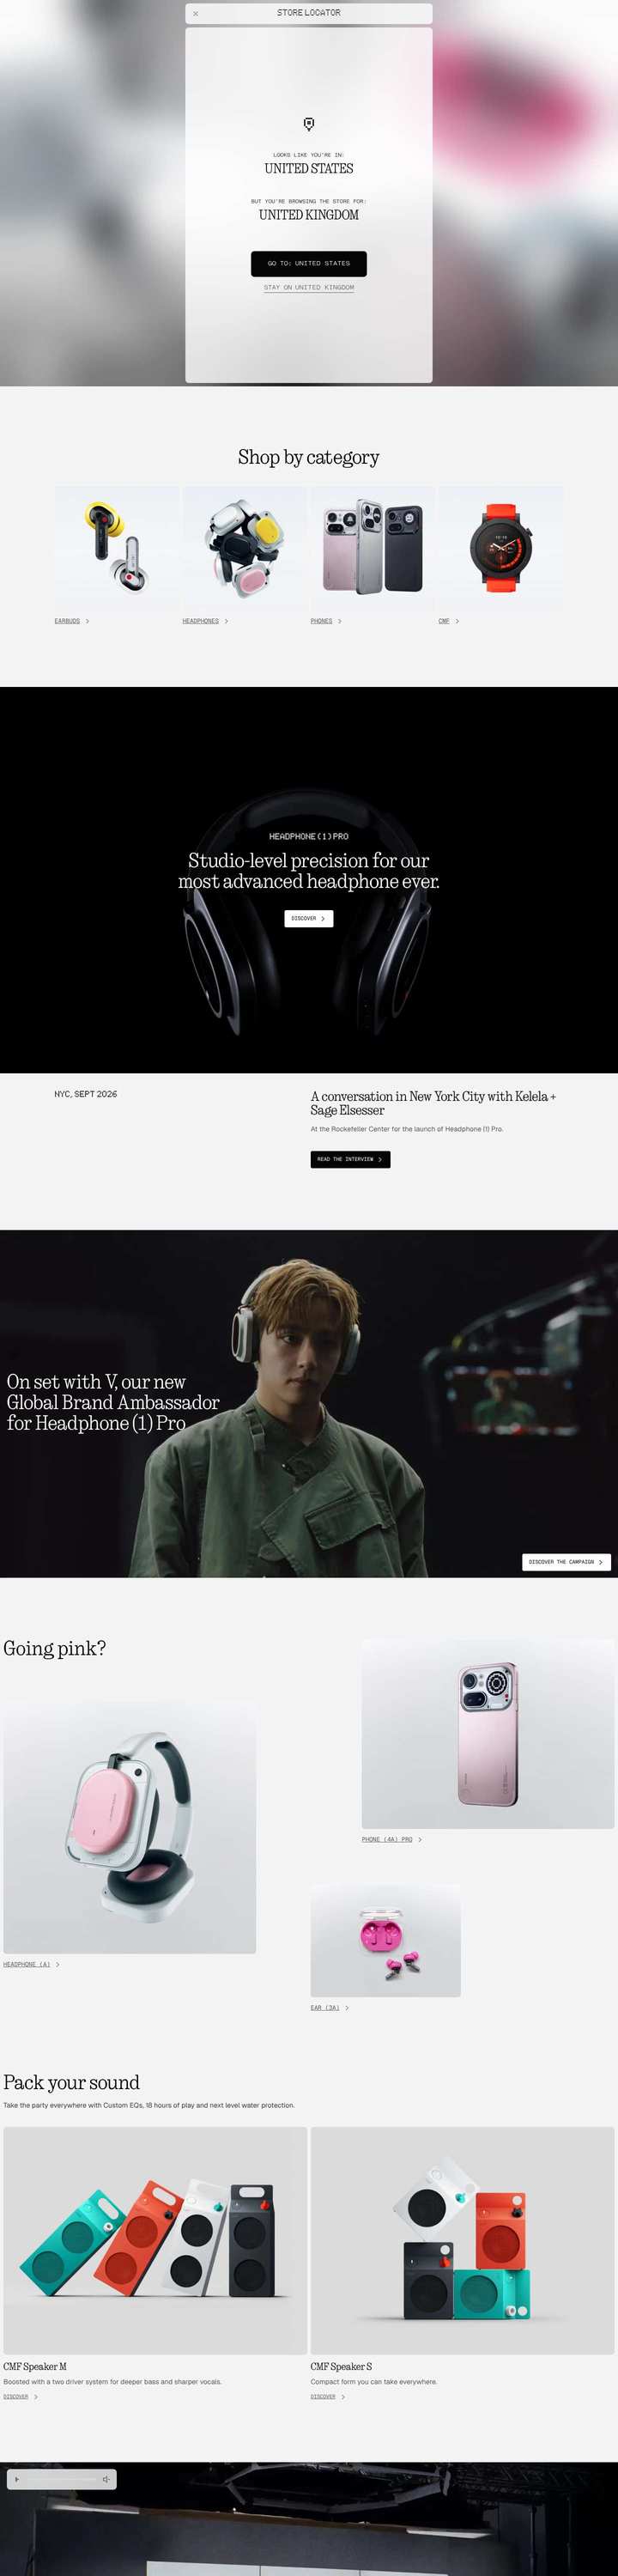 STORE LOCATOR
LOOKS LIKE YOU'RE IN:
UNITED STATES
BUT YOU'RE BROWSING THE STORE FOR:
UNITED KINGDOM
GO TO: UNITED STATES
STAY ON UNITED KINGDOM
Shop by category
EARBUDS
HEADPHONES
PHONES
CMF
HEADPHONE (1) PRO
Studio-level precision for our
most advanced headphone ever.
DISCOVER
NYC, SEPT 2026
A conversation in New York City with Kelela +
Sage Elsesser
At the Rockefeller Center for the launch of Headphone (1) Pro.
READ THE INTERVIEW
On set with V, our new
Global Brand Ambassador
for Headphone (1) Pro
DISCOVER THE CAMPAIGN
Going pink?
PHONE (4A) PRO
HEADPHONE (A)
EAR (3A)
Pack your sound
Take the party everywhere with Custom EQs, 18 hours of play and next level water protection.
CMF Speaker M
Boosted with a two driver system for deeper bass and sharper vocals.
DISCOVER
CMF Speaker S
Compact form you can take everywhere.
DISCOVER